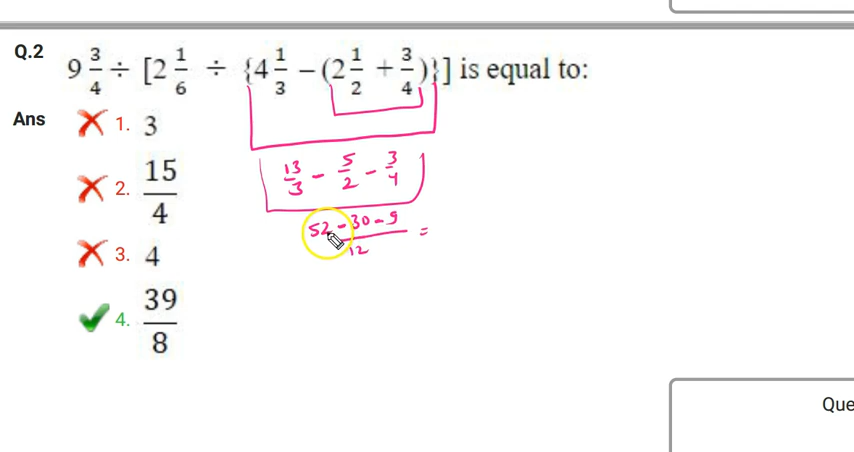 Q.2 9 3/4 ÷ [2 1/6 ÷ {4 1/3 − (2 1/2 + 3/4)}] is equal to:
Ans 1. 3
2. 15/4
3. 4
4. 39/8
13/3 - 5/2 - 3/4
52 - 30 - 9 / 12 =
Que